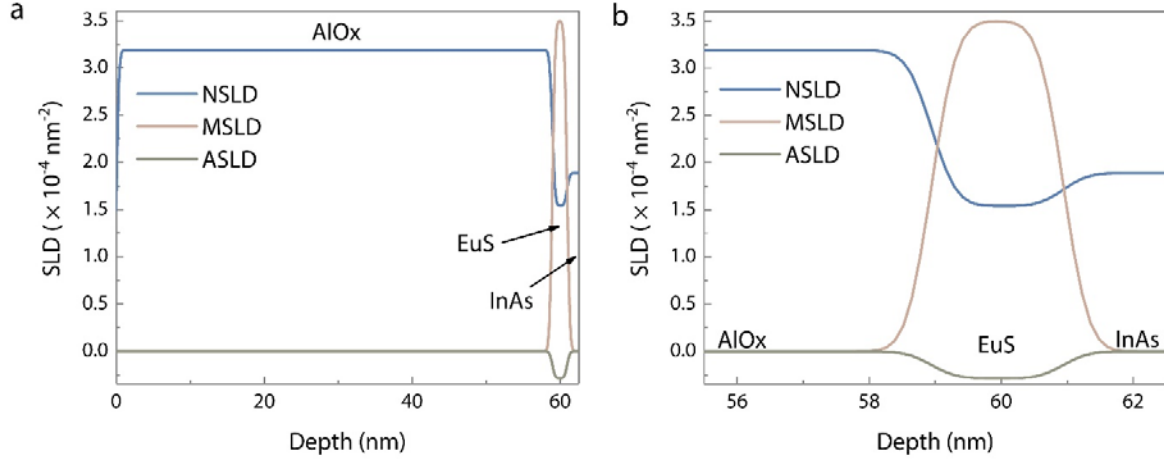 a
SLD ( × 10⁻⁴ nm⁻²)
3.5
3.0
2.5
2.0
1.5
1.0
0.5
0.0
AlOx
NSLD
MSLD
ASLD
EuS
InAs
0
20
40
60
Depth (nm)
b
SLD ( × 10⁻⁴ nm⁻²)
3.5
3.0
2.5
2.0
1.5
1.0
0.5
0.0
NSLD
MSLD
ASLD
AlOx
EuS
InAs
56
58
60
62
Depth (nm)